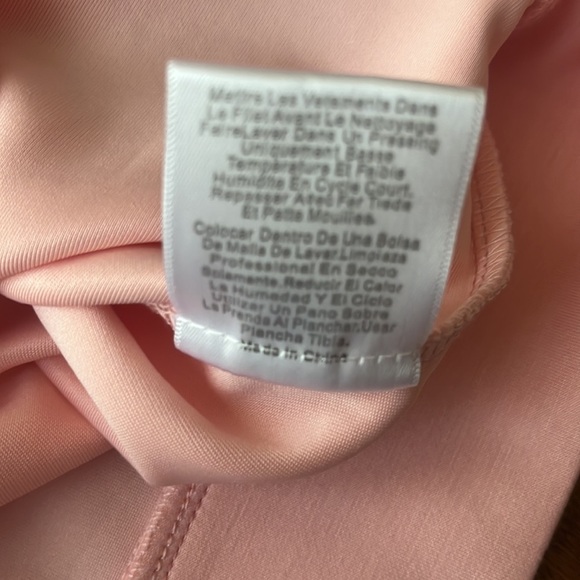 Mettre Les Vetements Dans
Le Filet Avant Le Nettoyage
Faire Laver Dans Un Pressing
Uniquement. Basse
Temperature Et Faible
Humidite En Cycle Court.
Repasser Avec Fer Tiede
Et Patte Mouillee.
Colocar Dentro De Una Bolsa
De Malla De Lavar.Limpiaza
Professional En Secco
Solamente.Reducir El Calor
La Humedad Y El Ciclo
Utilizar Un Pano Sobre
La Prenda Al Planchar.Usar
Plancha Tibia.
Made In China